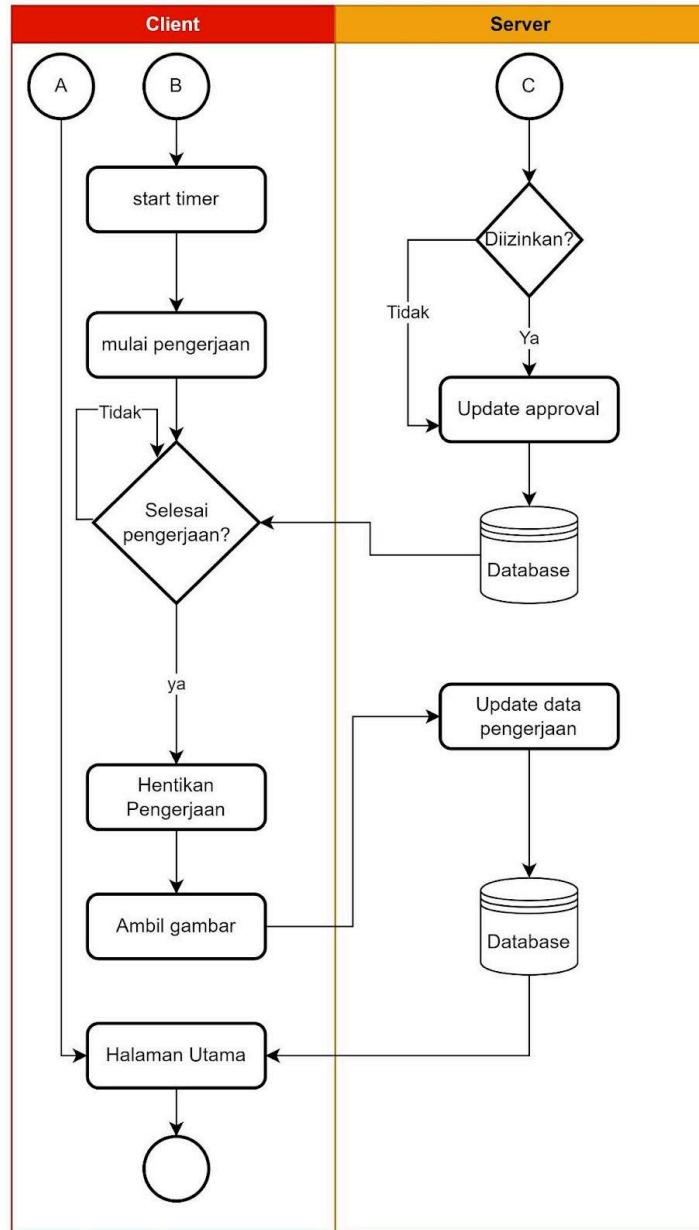 Client
Server
A
B
C
start timer
Diizinkan?
Tidak
Ya
mulai pengerjaan
Update approval
Tidak
Selesai
pengerjaan?
Database
ya
Update data
pengerjaan
Hentikan
Pengerjaan
Ambil gambar
Database
Halaman Utama